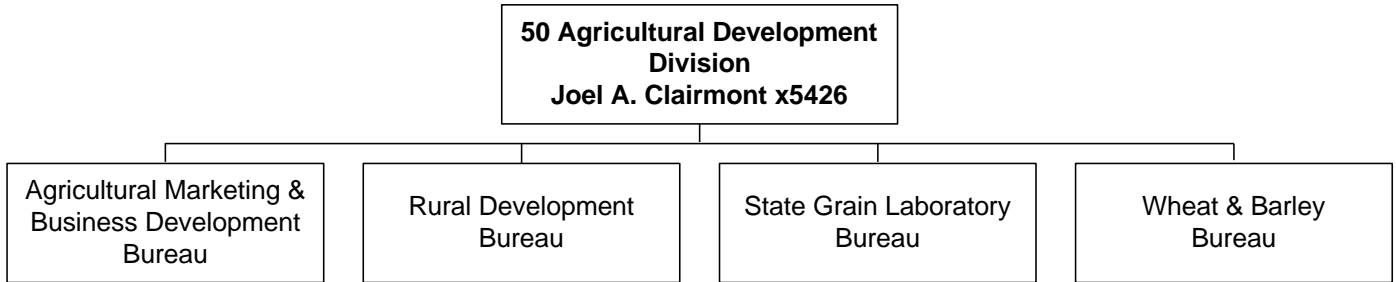 50 Agricultural Development
Division
Joel A. Clairmont x5426
Agricultural Marketing &
Business Development
Bureau
Rural Development
Bureau
State Grain Laboratory
Bureau
Wheat & Barley
Bureau